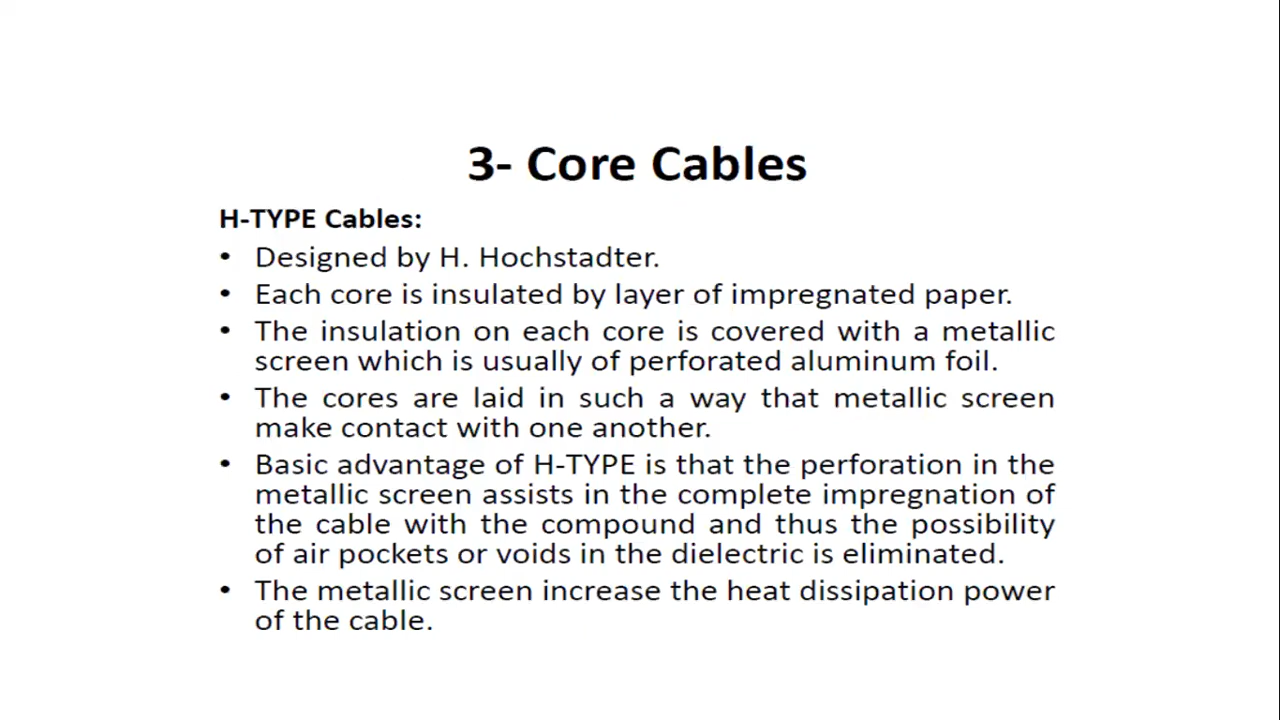 3- Core Cables
H-TYPE Cables:
• Designed by H. Hochstadter.
• Each core is insulated by layer of impregnated paper.
• The insulation on each core is covered with a metallic
screen which is usually of perforated aluminum foil.
• The cores are laid in such a way that metallic screen
make contact with one another.
• Basic advantage of H-TYPE is that the perforation in the
metallic screen assists in the complete impregnation of
the cable with the compound and thus the possibility
of air pockets or voids in the dielectric is eliminated.
• The metallic screen increase the heat dissipation power
of the cable.